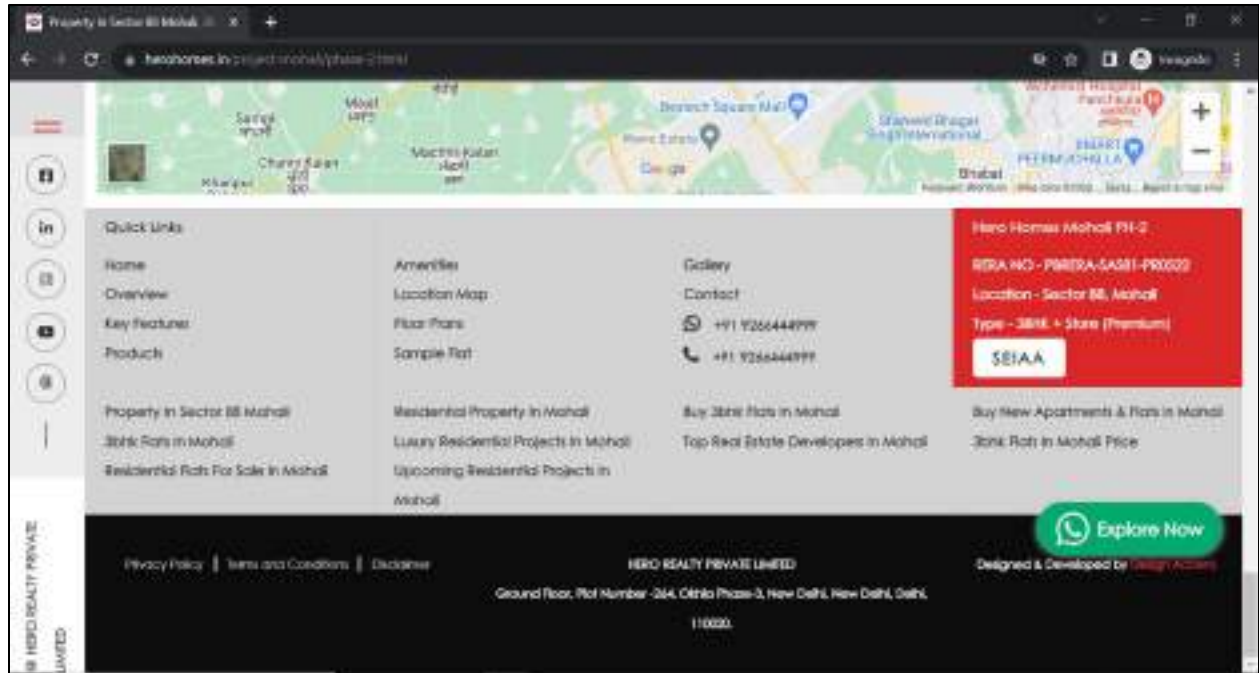 Property in Sector 88 Mohali
herohomes.in/project-mohali/phase-2.html
Incognito
Google
Quick Links
Home
Overview
Key Features
Products
Amenities
Location Map
Floor Plans
Sample Flat
Gallery
Contact
+91 9266444999
+91 9266444999
Hero Homes Mohali PH-2
RERA NO - PBRERA-SAS81-PR0522
Location - Sector 88, Mohali
Type - 3BHK + Store (Premium)
SEIAA
Property in Sector 88 Mohali
3bhk Flats in Mohali
Residential Flats For Sale in Mohali
Residential Property in Mohali
Luxury Residential Projects in Mohali
Upcoming Residential Projects in
Mohali
Buy 3bhk Flats in Mohali
Top Real Estate Developers in Mohali
Buy New Apartments & Flats in Mohali
3bhk Flats in Mohali Price
Explore Now
Privacy Policy | Terms and Conditions | Disclaimer
HERO REALTY PRIVATE LIMITED
Ground Floor, Plot Number -264, Okhla Phase-3, New Delhi, New Delhi, Delhi,
110020.
Designed & Developed by
© HERO REALTY PRIVATE
LIMITED